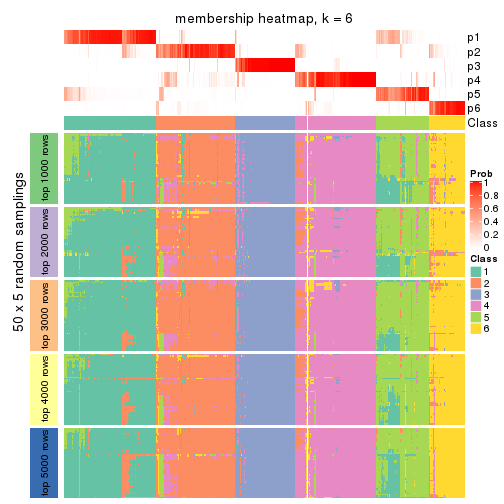 membership heatmap, k = 6
p1
p2
p3
p4
p5
p6
Class
50 x 5 random samplings
top 1000 rows
top 2000 rows
top 3000 rows
top 4000 rows
top 5000 rows
Prob
1
0.8
0.6
0.4
0.2
0
Class
1
2
3
4
5
6